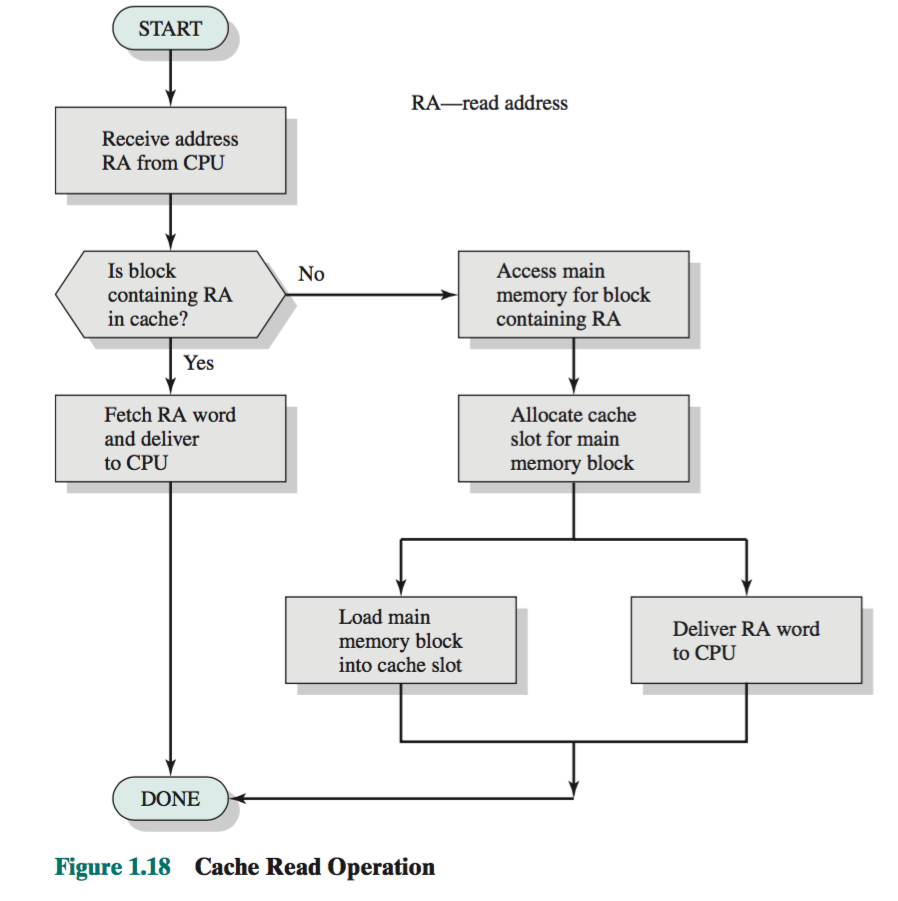 START
RA—read address
Receive address
RA from CPU
Is block
containing RA
in cache?
No
Access main
memory for block
containing RA
Yes
Fetch RA word
and deliver
to CPU
Allocate cache
slot for main
memory block
Load main
memory block
into cache slot
Deliver RA word
to CPU
DONE
Figure 1.18 Cache Read Operation